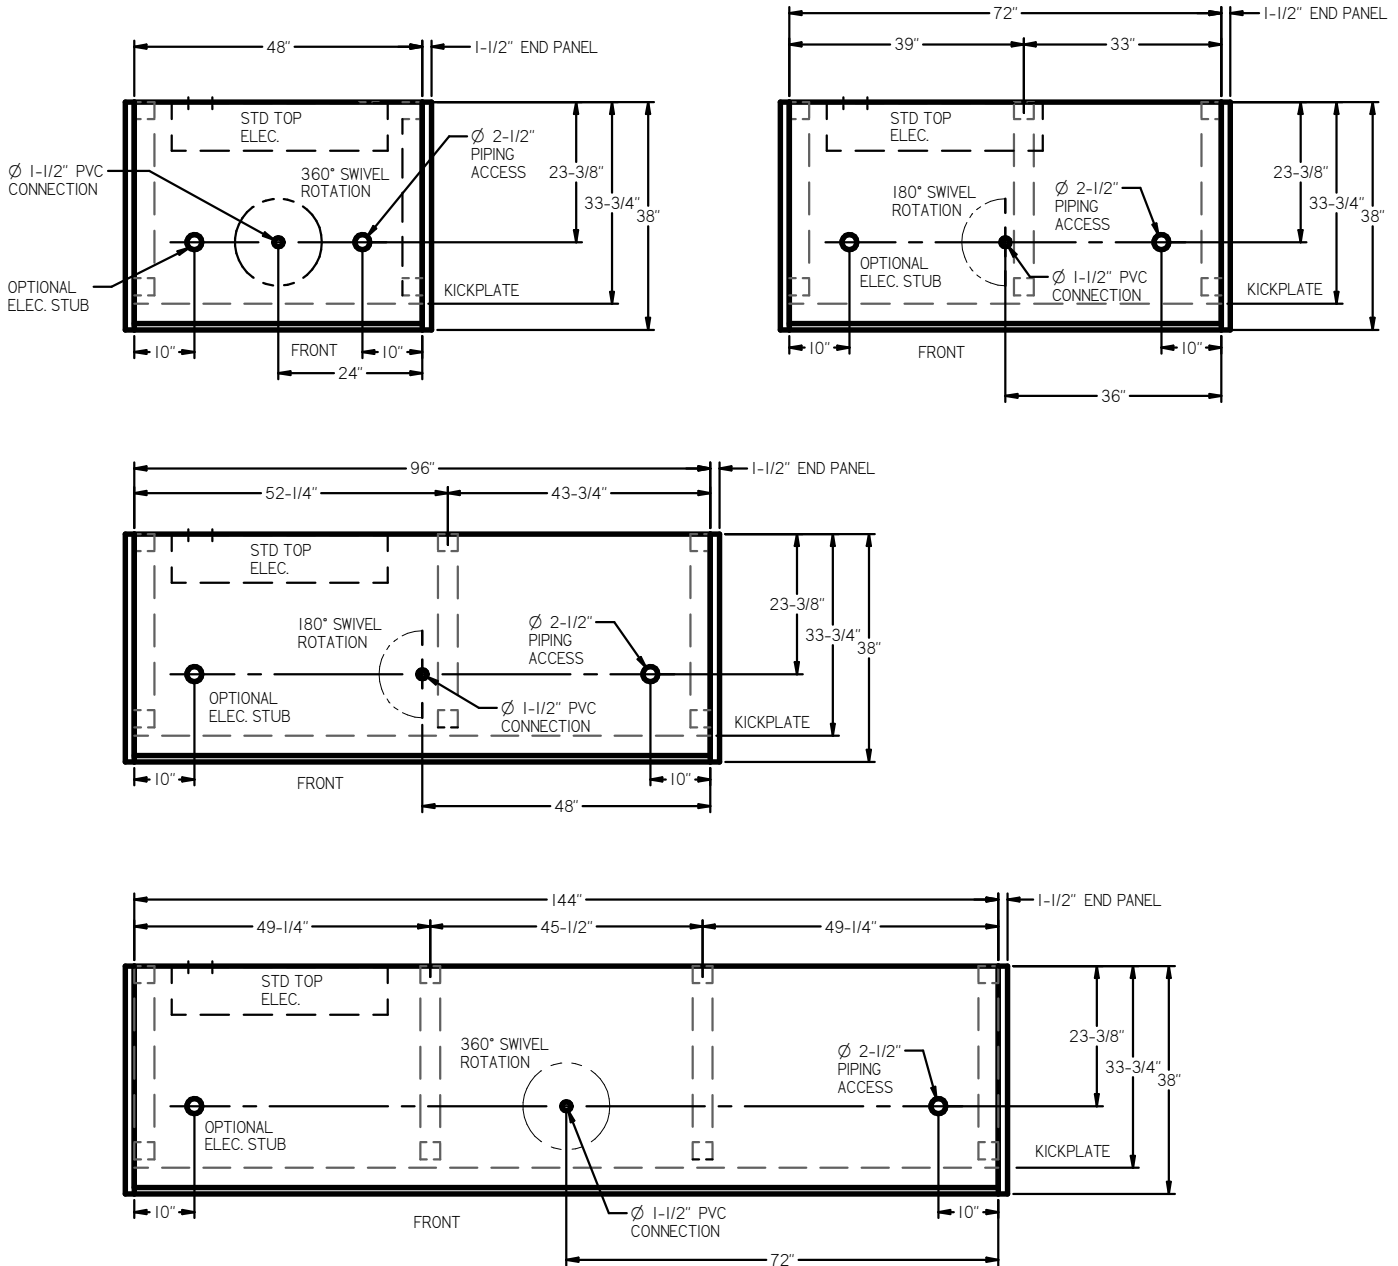 48"
1-1/2" END PANEL
STD TOP
ELEC.
Ø 2-1/2"
PIPING
ACCESS
Ø 1-1/2" PVC
CONNECTION
360° SWIVEL
ROTATION
23-3/8"
33-3/4"
38"
OPTIONAL
ELEC. STUB
KICKPLATE
10"
FRONT
10"
24"
72"
1-1/2" END PANEL
39"
33"
STD TOP
ELEC.
180° SWIVEL
ROTATION
Ø 2-1/2"
PIPING
ACCESS
23-3/8"
33-3/4"
38"
OPTIONAL
ELEC. STUB
Ø 1-1/2" PVC
CONNECTION
KICKPLATE
10"
FRONT
10"
36"
96"
1-1/2" END PANEL
52-1/4"
43-3/4"
STD TOP
ELEC.
180° SWIVEL
ROTATION
Ø 2-1/2"
PIPING
ACCESS
23-3/8"
33-3/4"
38"
OPTIONAL
ELEC. STUB
Ø 1-1/2" PVC
CONNECTION
KICKPLATE
10"
FRONT
10"
48"
144"
1-1/2" END PANEL
49-1/4"
45-1/2"
49-1/4"
STD TOP
ELEC.
360° SWIVEL
ROTATION
Ø 2-1/2"
PIPING
ACCESS
23-3/8"
33-3/4"
38"
OPTIONAL
ELEC. STUB
KICKPLATE
10"
FRONT
Ø 1-1/2" PVC
CONNECTION
10"
72"